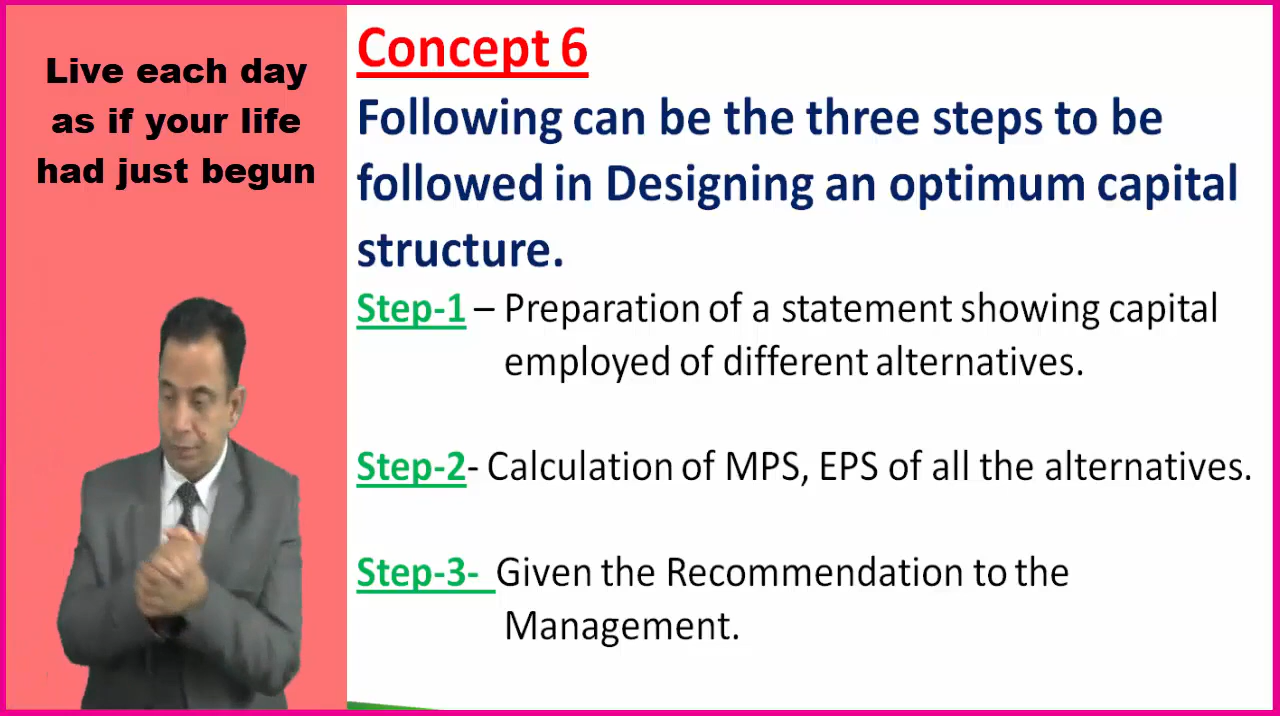 Live each day
as if your life
had just begun
Concept 6
Following can be the three steps to be
followed in Designing an optimum capital
structure.
Step-1 – Preparation of a statement showing capital
employed of different alternatives.
Step-2- Calculation of MPS, EPS of all the alternatives.
Step-3- Given the Recommendation to the
Management.